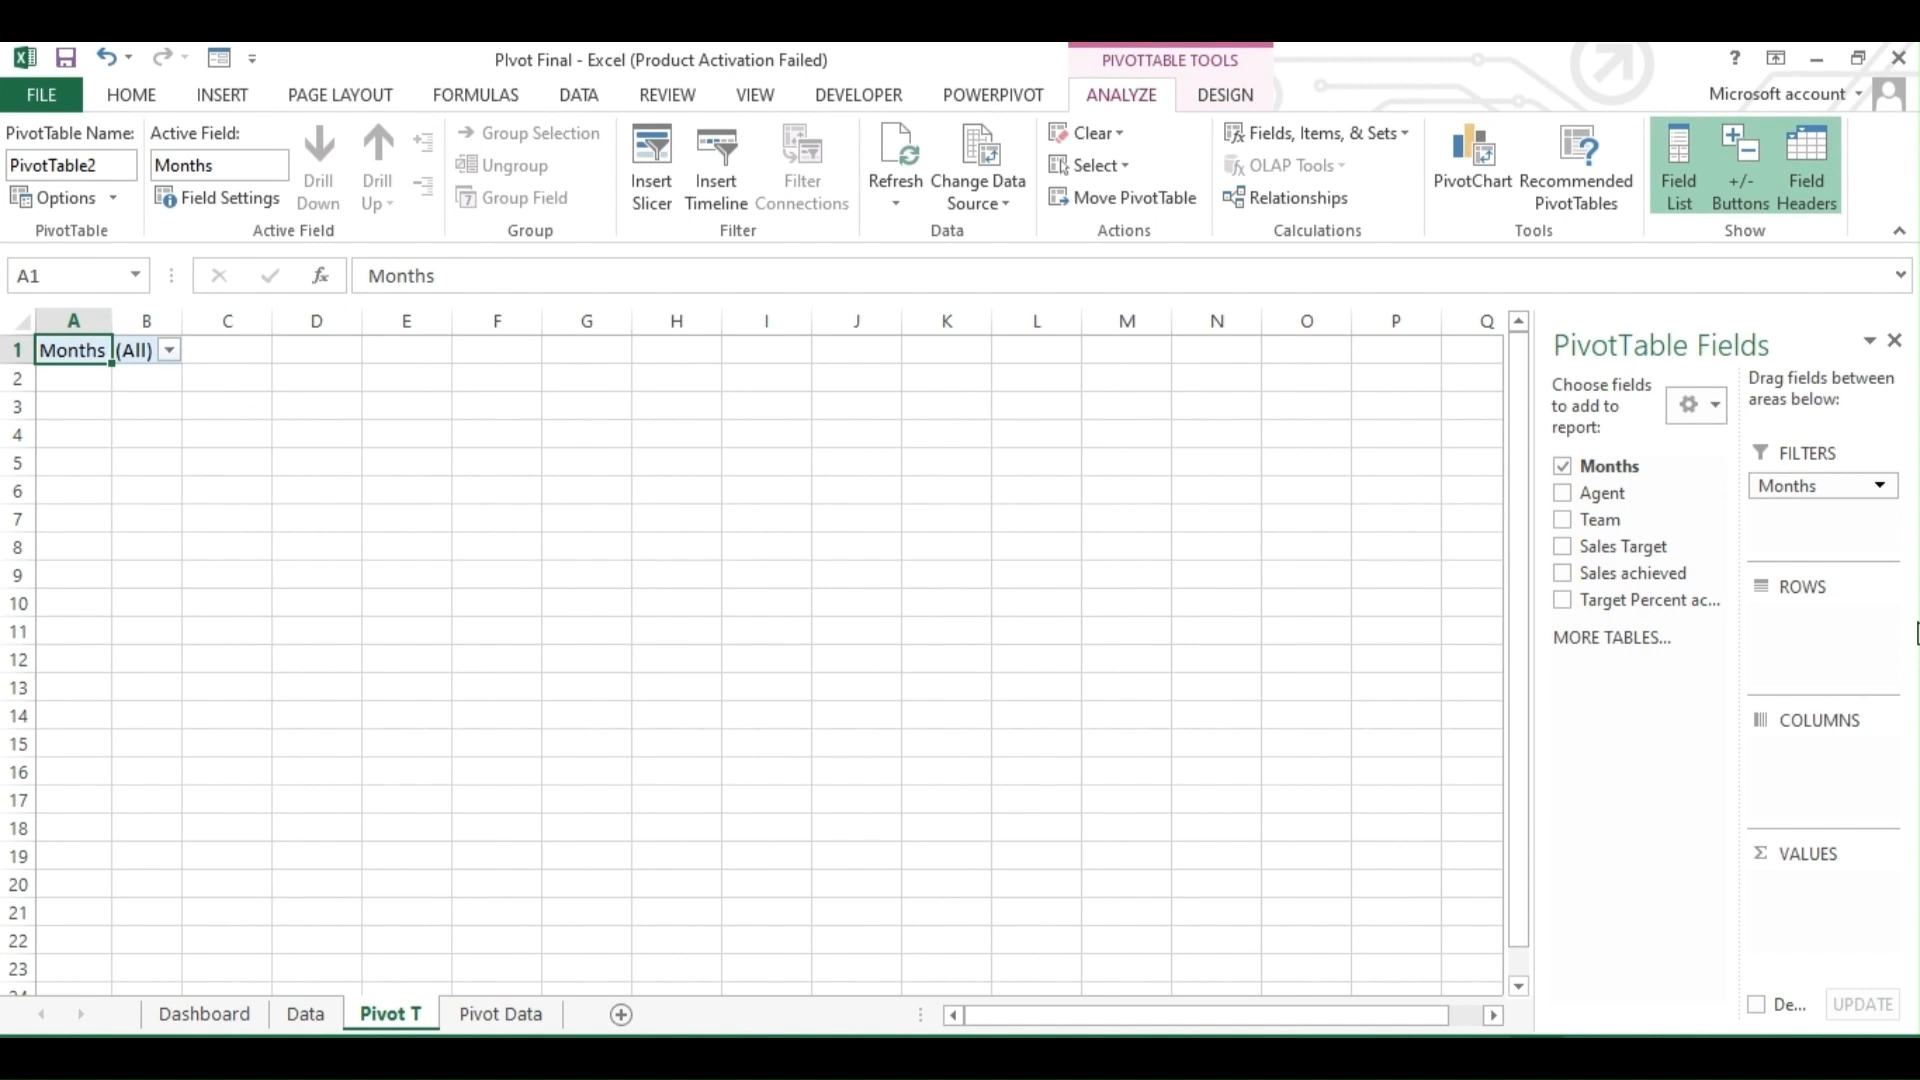 PIvot Final - Excel (Product Activation Failed)
PIVOTTABLE TOOLS
?
FILE HOME INSERT PAGE LAYOUT FORMULAS DATA REVIEW VIEW DEVELOPER POWERPIVOT ANALYZE DESIGN
Microsoft account
PivotTable Name:
PivotTable2
Options
PivotTable
Active Field:
Months
Field Settings
Drill Down
Drill Up
Active Field
Group Selection
Ungroup
Group Field
Group
Insert Slicer
Insert Timeline
Filter Connections
Filter
Refresh
Change Data Source
Data
Clear
Select
Move PivotTable
Actions
Fields, Items, & Sets
OLAP Tools
Relationships
Calculations
PivotChart
Recommended PivotTables
Tools
Field List
+/- Buttons
Field Headers
Show
A1
fx
Months
A B C D E F G H I J K L M N O P Q
1 Months (All)
2
3
4
5
6
7
8
9
10
11
12
13
14
15
16
17
18
19
20
21
22
23
PivotTable Fields
Choose fields
to add to
report:
Months
Agent
Team
Sales Target
Sales achieved
Target Percent ac...
MORE TABLES...
Drag fields between
areas below:
FILTERS
Months
ROWS
COLUMNS
Σ VALUES
De...
UPDATE
Dashboard Data Pivot T Pivot Data